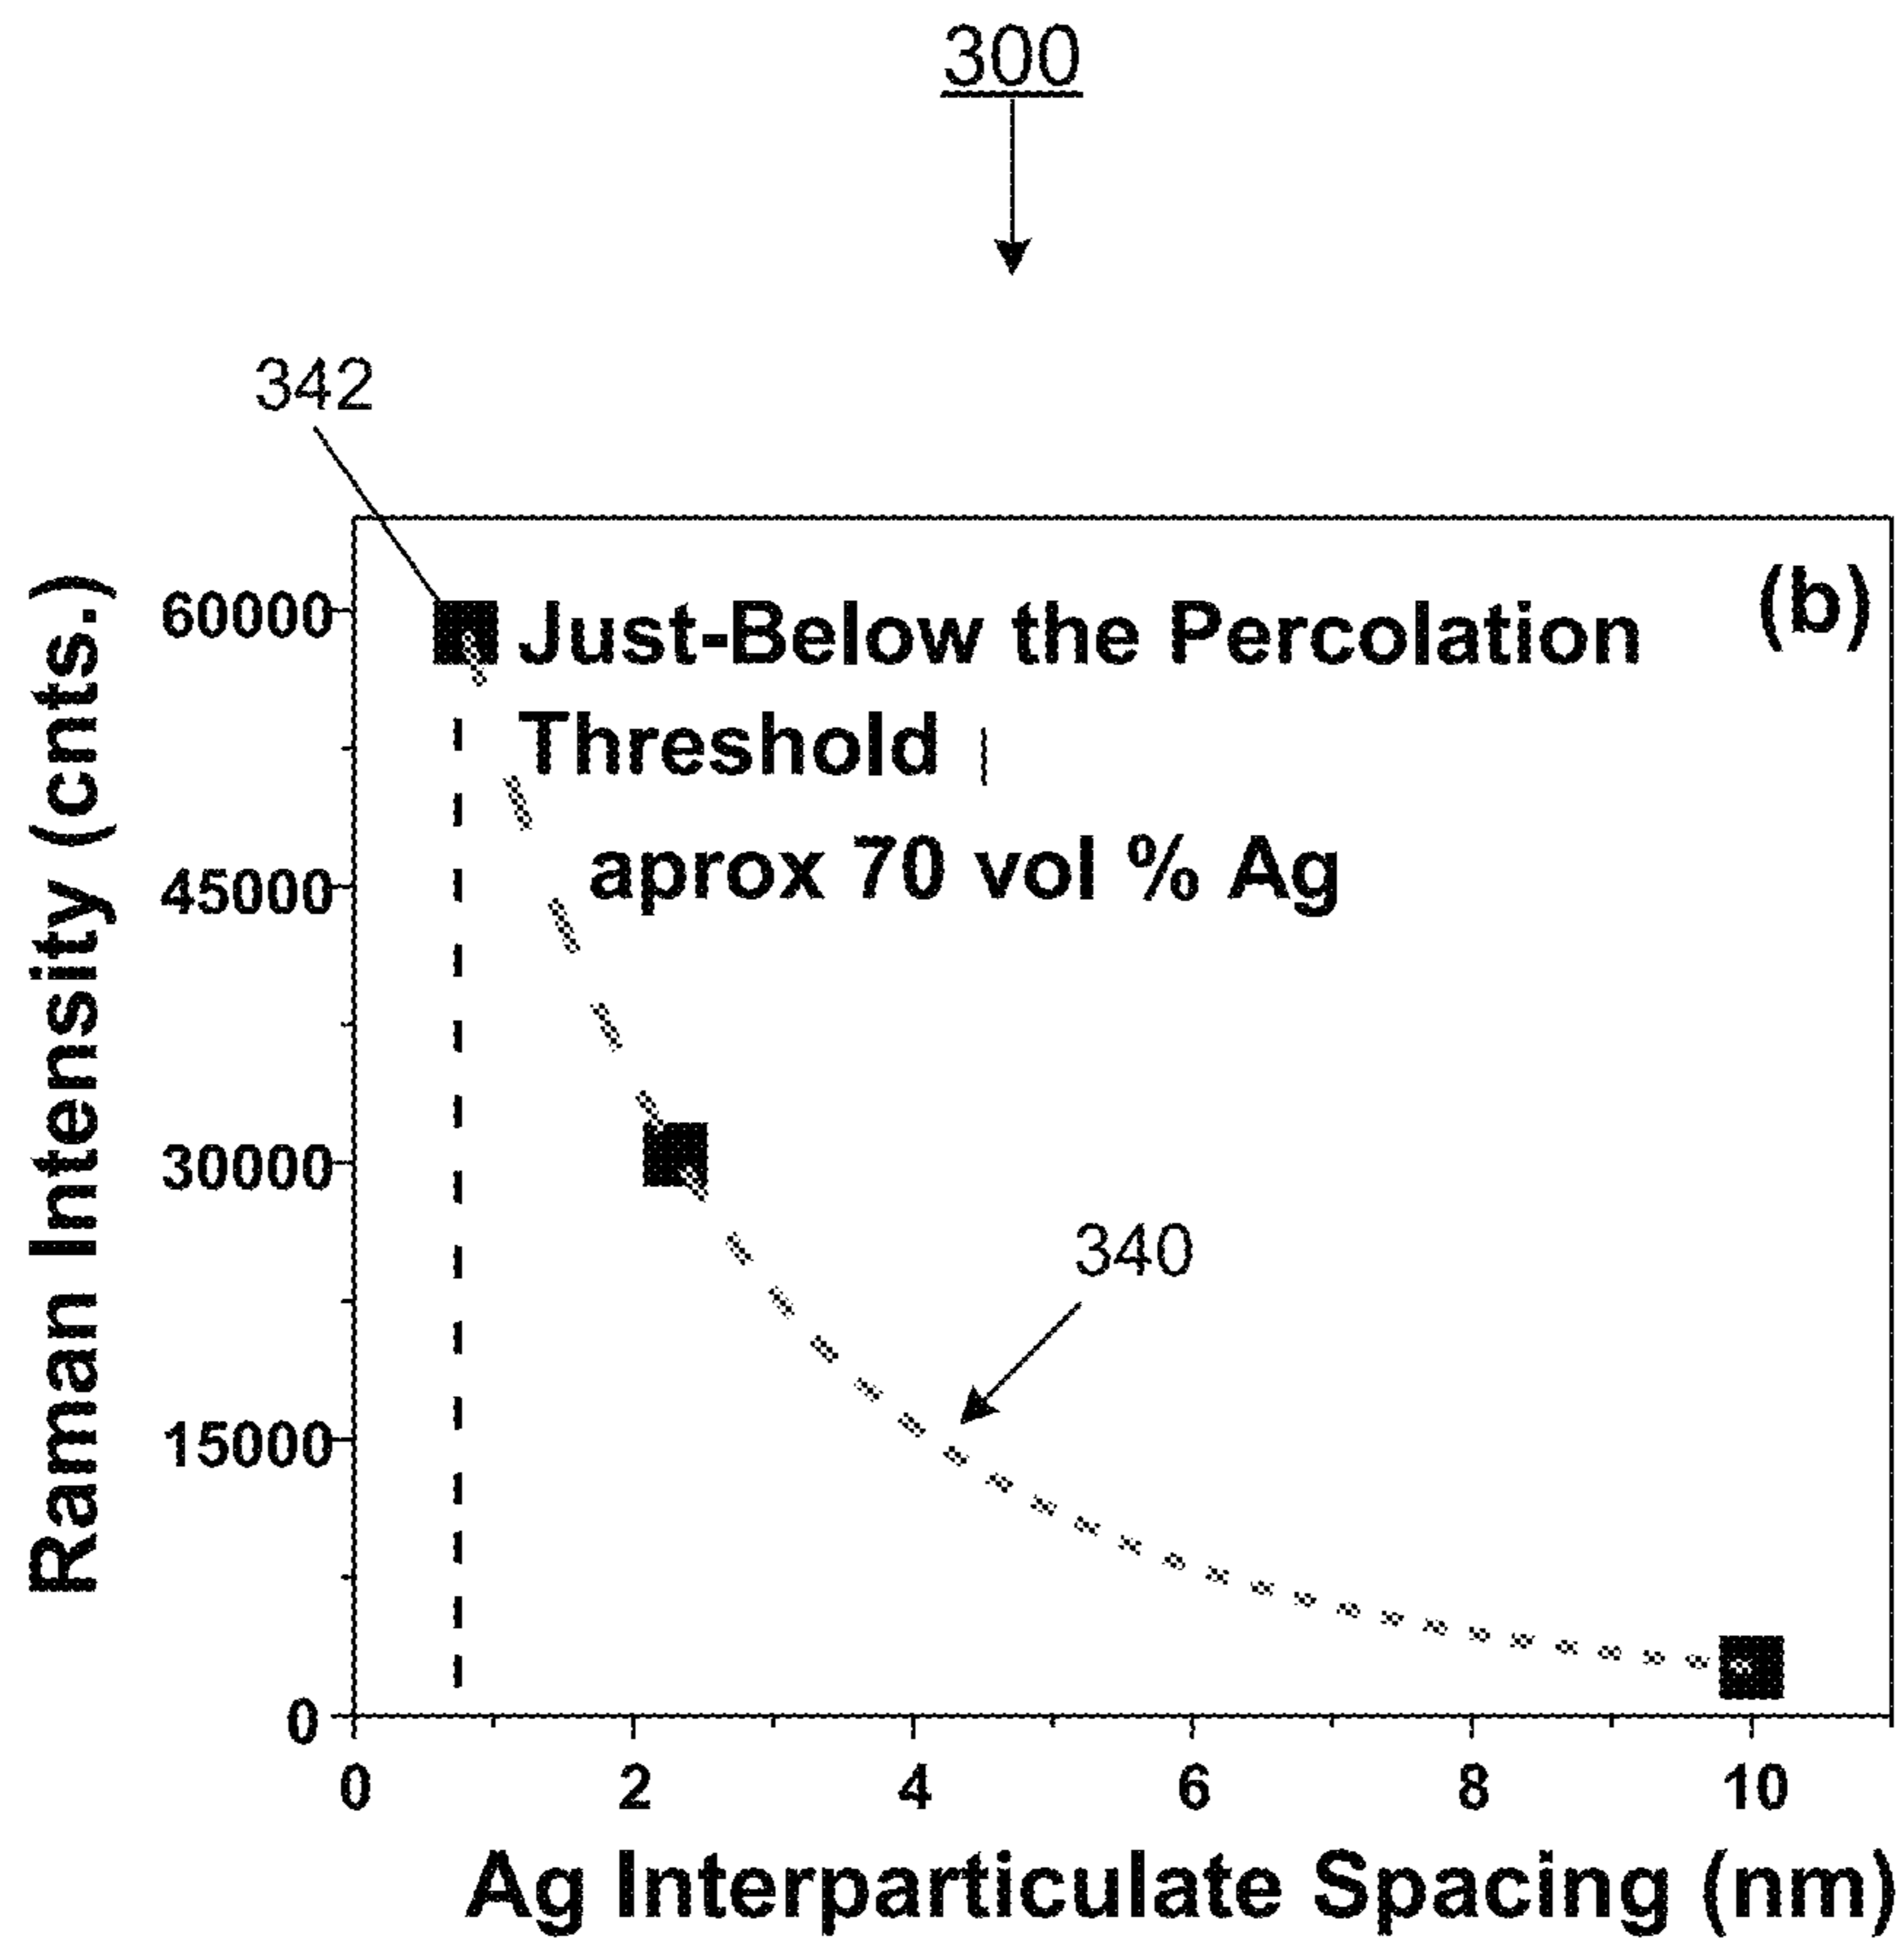 300
342
(b)
Just-Below the Percolation
Threshold |
aprox 70 vol % Ag
340
Raman Intensity (cnts.)
60000
45000
30000
15000
0
0 2 4 6 8 10
Ag Interparticulate Spacing (nm)